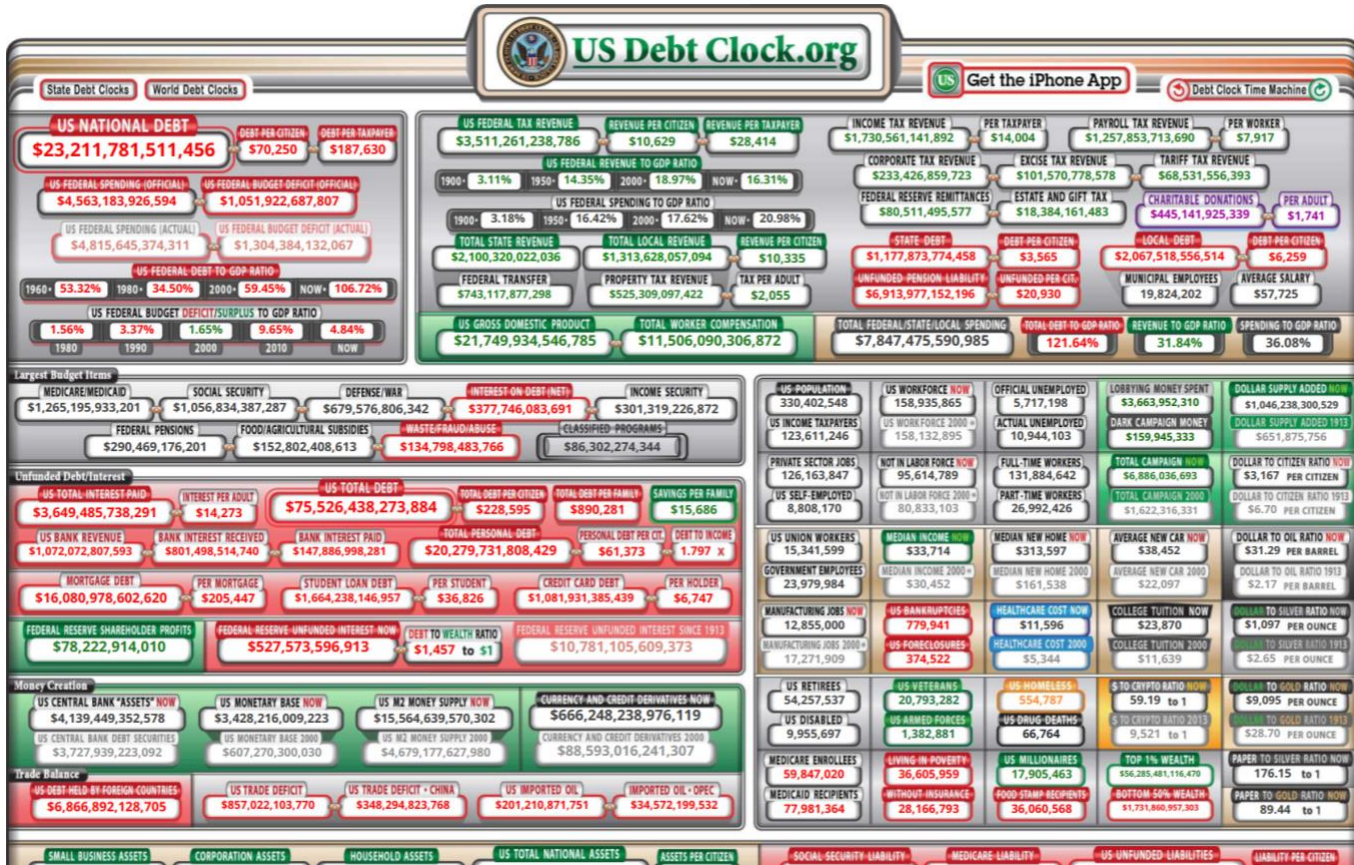 US Debt Clock.org
State Debt Clocks World Debt Clocks
US Get the iPhone App
Debt Clock Time Machine
US NATIONAL DEBT
$23,211,781,511,456
DEBT PER CITIZEN
$70,250
DEBT PER TAXPAYER
$187,630
US FEDERAL SPENDING (OFFICIAL)
$4,563,183,926,594
US FEDERAL BUDGET DEFICIT (OFFICIAL)
$1,051,922,687,807
US FEDERAL SPENDING (ACTUAL)
$4,815,645,374,311
US FEDERAL BUDGET DEFICIT (ACTUAL)
$1,304,384,132,067
US FEDERAL DEBT TO GDP RATIO
1960• 53.32% 1980• 34.50% 2000• 59.45% NOW• 106.72%
US FEDERAL BUDGET DEFICIT/SURPLUS TO GDP RATIO
1.56% 3.37% 1.65% 9.65% 4.84%
1980 1990 2000 2010 NOW
US FEDERAL TAX REVENUE
$3,511,261,238,786
REVENUE PER CITIZEN
$10,629
REVENUE PER TAXPAYER
$28,414
US FEDERAL REVENUE TO GDP RATIO
1900• 3.11% 1950• 14.35% 2000• 18.97% NOW• 16.31%
US FEDERAL SPENDING TO GDP RATIO
1900• 3.18% 1950• 16.42% 2000• 17.62% NOW• 20.98%
TOTAL STATE REVENUE
$2,100,320,022,036
TOTAL LOCAL REVENUE
$1,313,628,057,094
REVENUE PER CITIZEN
$10,335
FEDERAL TRANSFER
$743,117,877,298
PROPERTY TAX REVENUE
$525,309,097,422
TAX PER ADULT
$2,055
INCOME TAX REVENUE
$1,730,561,141,892
PER TAXPAYER
$14,004
PAYROLL TAX REVENUE
$1,257,853,713,690
PER WORKER
$7,917
CORPORATE TAX REVENUE
$233,426,859,723
EXCISE TAX REVENUE
$101,570,778,578
TARIFF TAX REVENUE
$68,531,556,393
FEDERAL RESERVE REMITTANCES
$80,511,495,577
ESTATE AND GIFT TAX
$18,384,161,483
CHARITABLE DONATIONS
$445,141,925,339
PER ADULT
$1,741
STATE DEBT
$1,177,873,774,458
DEBT PER CITIZEN
$3,565
LOCAL DEBT
$2,067,518,556,514
DEBT PER CITIZEN
$6,259
UNFUNDED PENSION LIABILITY
$6,913,977,152,196
UNFUNDED PER CIT.
$20,930
MUNICIPAL EMPLOYEES
19,824,202
AVERAGE SALARY
$57,725
US GROSS DOMESTIC PRODUCT
$21,749,934,546,785
TOTAL WORKER COMPENSATION
$11,506,090,306,872
TOTAL FEDERAL/STATE/LOCAL SPENDING
$7,847,475,590,985
TOTAL DEBT TO GDP RATIO
121.64%
REVENUE TO GDP RATIO
31.84%
SPENDING TO GDP RATIO
36.08%
Largest Budget Items
MEDICARE/MEDICAID
$1,265,195,933,201
SOCIAL SECURITY
$1,056,834,387,287
DEFENSE/WAR
$679,576,806,342
INTEREST ON DEBT (NET)
$377,746,083,691
INCOME SECURITY
$301,319,226,872
FEDERAL PENSIONS
$290,469,176,201
FOOD/AGRICULTURAL SUBSIDIES
$152,802,408,613
WASTE/FRAUD/ABUSE
$134,798,483,766
CLASSIFIED PROGRAMS
$86,302,274,344
Unfunded Debt/Interest
US TOTAL INTEREST PAID
$3,649,485,738,291
INTEREST PER ADULT
$14,273
US TOTAL DEBT
$75,526,438,273,884
TOTAL DEBT PER CITIZEN
$228,595
TOTAL DEBT PER FAMILY
$890,281
SAVINGS PER FAMILY
$15,686
US BANK REVENUE
$1,072,072,807,593
BANK INTEREST RECEIVED
$801,498,514,740
BANK INTEREST PAID
$147,886,998,281
TOTAL PERSONAL DEBT
$20,279,731,808,429
PERSONAL DEBT PER CIT.
$61,373
DEBT TO INCOME
1.797 x
MORTGAGE DEBT
$16,080,978,602,620
PER MORTGAGE
$205,447
STUDENT LOAN DEBT
$1,664,238,146,957
PER STUDENT
$36,826
CREDIT CARD DEBT
$1,081,931,385,439
PER HOLDER
$6,747
FEDERAL RESERVE SHAREHOLDER PROFITS
$78,222,914,010
FEDERAL RESERVE UNFUNDED INTEREST NOW
$527,573,596,913
DEBT TO WEALTH RATIO
$1,457 to $1
FEDERAL RESERVE UNFUNDED INTEREST SINCE 1913
$10,781,105,609,373
Money Creation
US CENTRAL BANK "ASSETS" NOW
$4,139,449,352,578
US MONETARY BASE NOW
$3,428,216,009,223
US M2 MONEY SUPPLY NOW
$15,564,639,570,302
CURRENCY AND CREDIT DERIVATIVES NOW
$666,248,238,976,119
US CENTRAL BANK DEBT SECURITIES
$3,727,939,223,092
US MONETARY BASE 2000
$607,270,300,030
US M2 MONEY SUPPLY 2000
$4,679,177,627,980
CURRENCY AND CREDIT DERIVATIVES 2000
$88,593,016,241,307
Trade Balance
US DEBT HELD BY FOREIGN COUNTRIES
$6,866,892,128,705
US TRADE DEFICIT
$857,022,103,770
US TRADE DEFICIT • CHINA
$348,294,823,768
US IMPORTED OIL
$201,210,871,751
IMPORTED OIL • OPEC
$34,572,199,532
US POPULATION
330,402,548
US WORKFORCE NOW
158,935,865
OFFICIAL UNEMPLOYED
5,717,198
LOBBYING MONEY SPENT
$3,663,952,310
DOLLAR SUPPLY ADDED NOW
$1,046,238,300,529
US INCOME TAXPAYERS
123,611,246
US WORKFORCE 2000
158,132,895
ACTUAL UNEMPLOYED
10,944,103
DARK CAMPAIGN MONEY
$159,945,333
DOLLAR SUPPLY ADDED 1913
$651,875,756
PRIVATE SECTOR JOBS
126,163,847
NOT IN LABOR FORCE NOW
95,614,789
FULL-TIME WORKERS
131,884,642
TOTAL CAMPAIGN NOW
$6,886,036,693
DOLLAR TO CITIZEN RATIO NOW
$3,167 PER CITIZEN
US SELF-EMPLOYED
8,808,170
NOT IN LABOR FORCE 2000
80,833,103
PART-TIME WORKERS
26,992,426
TOTAL CAMPAIGN 2000
$1,622,316,331
DOLLAR TO CITIZEN RATIO 1913
$6.70 PER CITIZEN
US UNION WORKERS
15,341,599
MEDIAN INCOME NOW
$33,714
MEDIAN NEW HOME NOW
$313,597
AVERAGE NEW CAR NOW
$38,452
DOLLAR TO OIL RATIO NOW
$31.29 PER BARREL
GOVERNMENT EMPLOYEES
23,979,984
MEDIAN INCOME 2000
$30,452
MEDIAN NEW HOME 2000
$161,538
AVERAGE NEW CAR 2000
$22,097
DOLLAR TO OIL RATIO 1913
$2.17 PER BARREL
MANUFACTURING JOBS NOW
12,855,000
US BANKRUPTCIES
779,941
HEALTHCARE COST NOW
$11,596
COLLEGE TUITION NOW
$23,870
DOLLAR TO SILVER RATIO NOW
$1,097 PER OUNCE
MANUFACTURING JOBS 2000
17,271,909
US FORECLOSURES
374,522
HEALTHCARE COST 2000
$5,344
COLLEGE TUITION 2000
$11,639
DOLLAR TO SILVER RATIO 1913
$2.65 PER OUNCE
US RETIREES
54,257,537
US VETERANS
20,793,282
US HOMELESS
554,787
$ TO CRYPTO RATIO NOW
59.19 to 1
DOLLAR TO GOLD RATIO NOW
$9,095 PER OUNCE
US DISABLED
9,955,697
US ARMED FORCES
1,382,881
US DRUG DEATHS
66,764
$ TO CRYPTO RATIO 2013
9,521 to 1
DOLLAR TO GOLD RATIO 1913
$28.70 PER OUNCE
MEDICARE ENROLLEES
59,847,020
LIVING IN POVERTY
36,605,959
US MILLIONAIRES
17,905,463
TOP 1% WEALTH
$56,285,481,116,470
PAPER TO SILVER RATIO NOW
176.15 to 1
MEDICAID RECIPIENTS
77,981,364
WITHOUT INSURANCE
28,166,793
FOOD STAMP RECIPIENTS
36,060,568
BOTTOM 50% WEALTH
$1,731,860,957,303
PAPER TO GOLD RATIO NOW
89.44 to 1
SMALL BUSINESS ASSETS CORPORATION ASSETS HOUSEHOLD ASSETS US TOTAL NATIONAL ASSETS ASSETS PER CITIZEN
SOCIAL SECURITY LIABILITY MEDICARE LIABILITY US UNFUNDED LIABILITIES LIABILITY PER CITIZEN